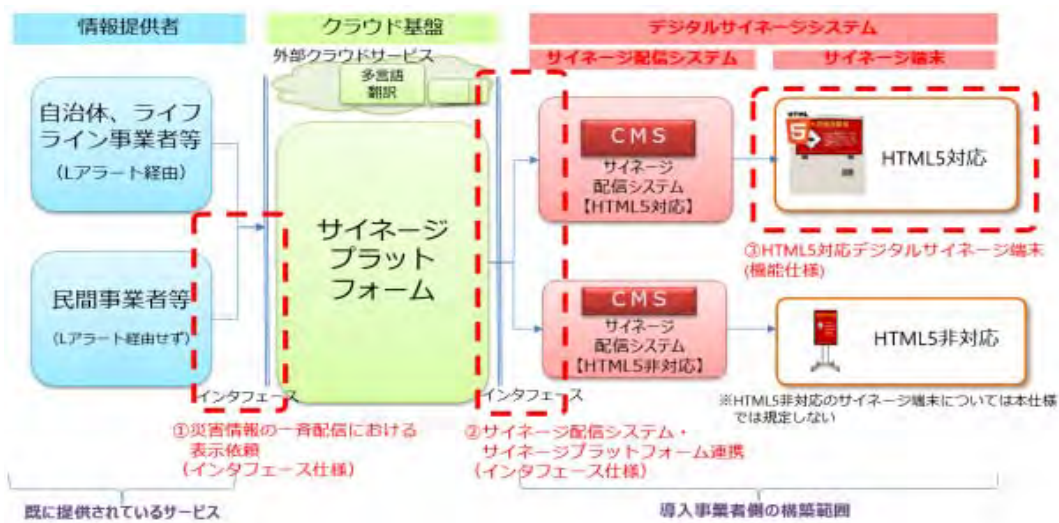 情報提供者
クラウド基盤
デジタルサイネージシステム
外部クラウドサービス
サイネージ配信システム
サイネージ端末
多言語
翻訳
自治体、ライフ
ライン事業者等
(Lアラート経由)
民間事業者等
(Lアラート経由せず)
サイネージ
プラット
フォーム
CMS
サイネージ
配信システム
【HTML5対応】
HTML
5
HTML5対応
③HTML5対応デジタルサイネージ端末
(機能仕様)
CMS
サイネージ
配信システム
【HTML5非対応】
HTML5非対応
※HTML5非対応のサイネージ端末については本仕様
では規定しない
インタフェース
インタフェース
①災害情報の一斉配信における
表示依頼
(インタフェース仕様)
②サイネージ配信システム・
サイネージプラットフォーム連携
(インタフェース仕様)
既に提供されているサービス
導入事業者側の構築範囲